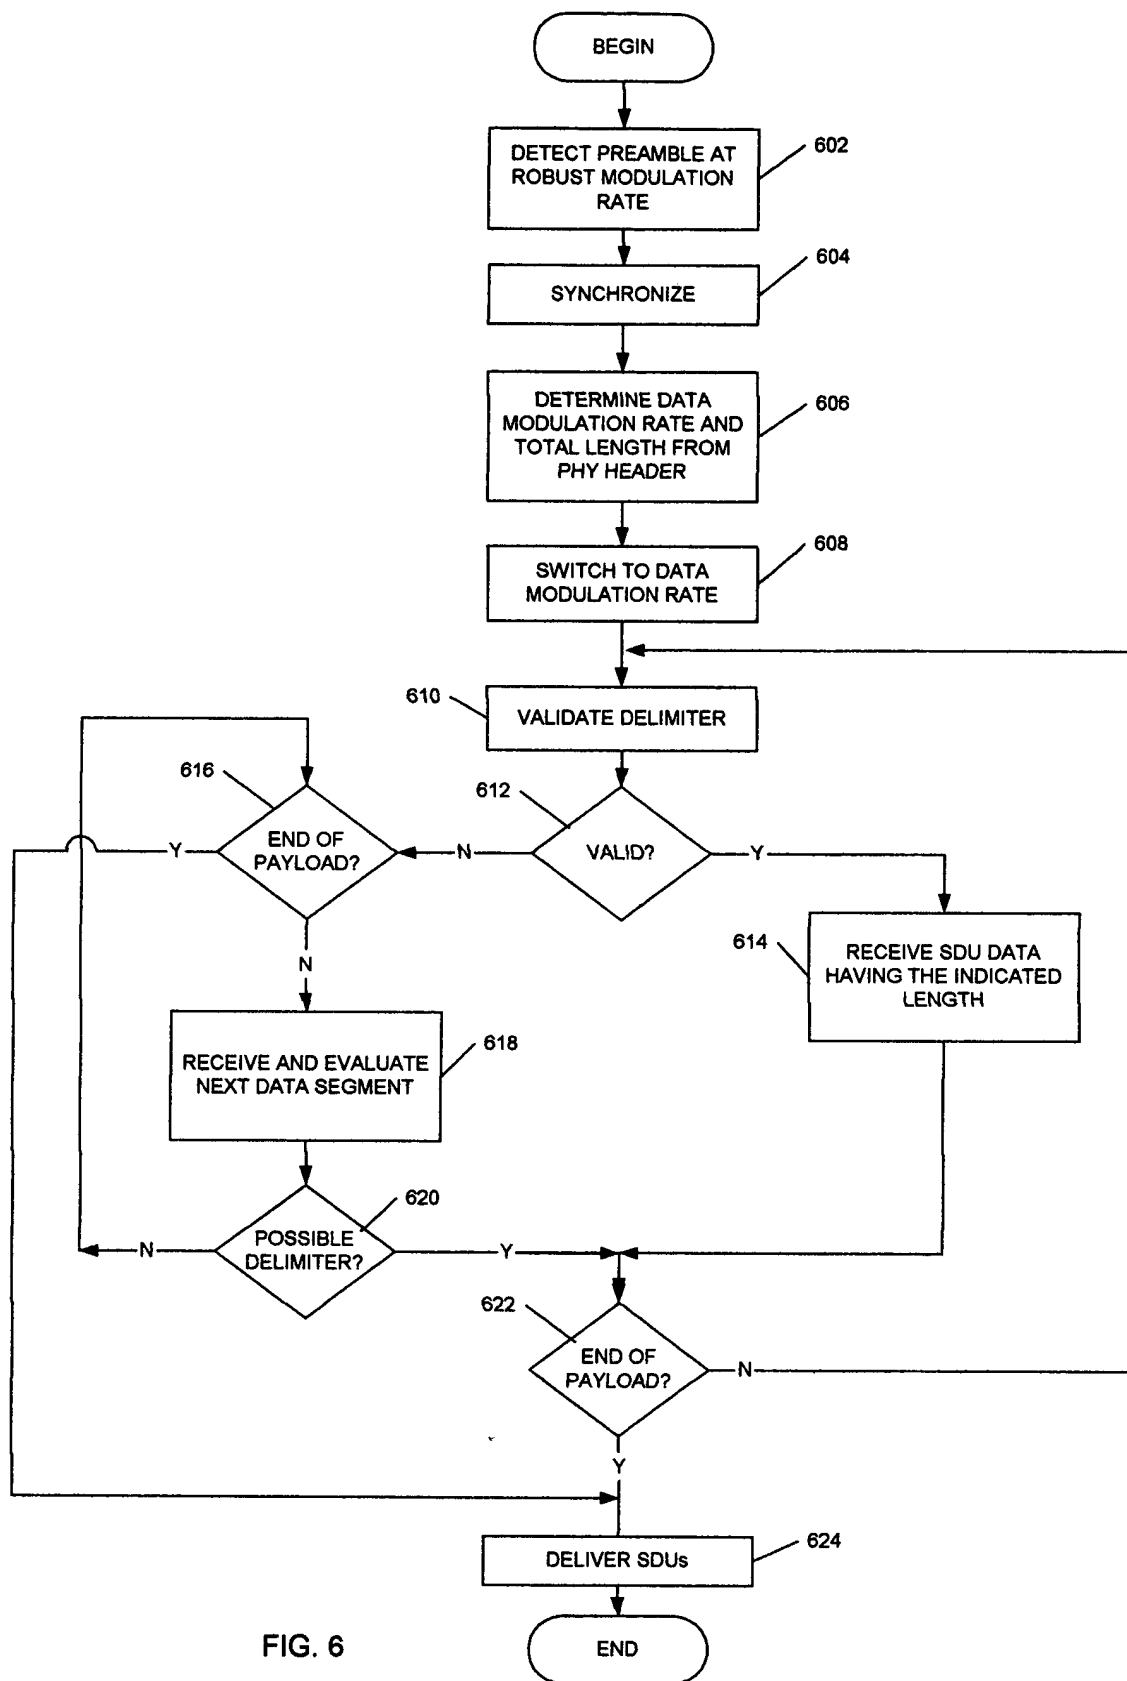 BEGIN
DETECT PREAMBLE AT
ROBUST MODULATION
RATE
602
SYNCHRONIZE
604
DETERMINE DATA
MODULATION RATE AND
TOTAL LENGTH FROM
PHY HEADER
606
SWITCH TO DATA
MODULATION RATE
608
610
VALIDATE DELIMITER
616
END OF
PAYLOAD?
Y
N
612
VALID?
N
Y
614
RECEIVE SDU DATA
HAVING THE INDICATED
LENGTH
RECEIVE AND EVALUATE
NEXT DATA SEGMENT
618
POSSIBLE
DELIMITER?
620
N
Y
622
END OF
PAYLOAD?
N
Y
DELIVER SDUs
624
END
FIG. 6